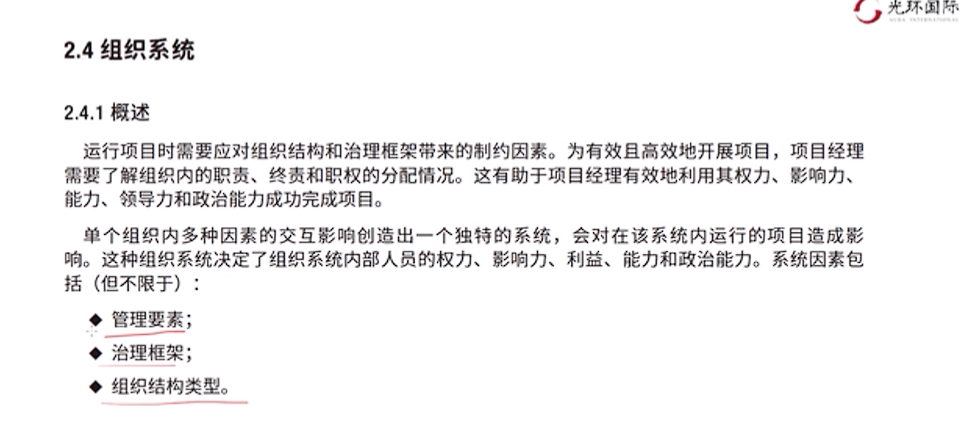 光环国际
2.4 组织系统
2.4.1 概述
运行项目时需要应对组织结构和治理框架带来的制约因素。为有效且高效地开展项目，项目经理
需要了解组织内的职责、终责和职权的分配情况。这有助于项目经理有效地利用其权力、影响力、
能力、领导力和政治能力成功完成项目。
单个组织内多种因素的交互影响创造出一个独特的系统，会对在该系统内运行的项目造成影
响。这种组织系统决定了组织系统内部人员的权力、影响力、利益、能力和政治能力。系统因素包
括（但不限于）：
◆ 管理要素；
◆ 治理框架；
◆ 组织结构类型。